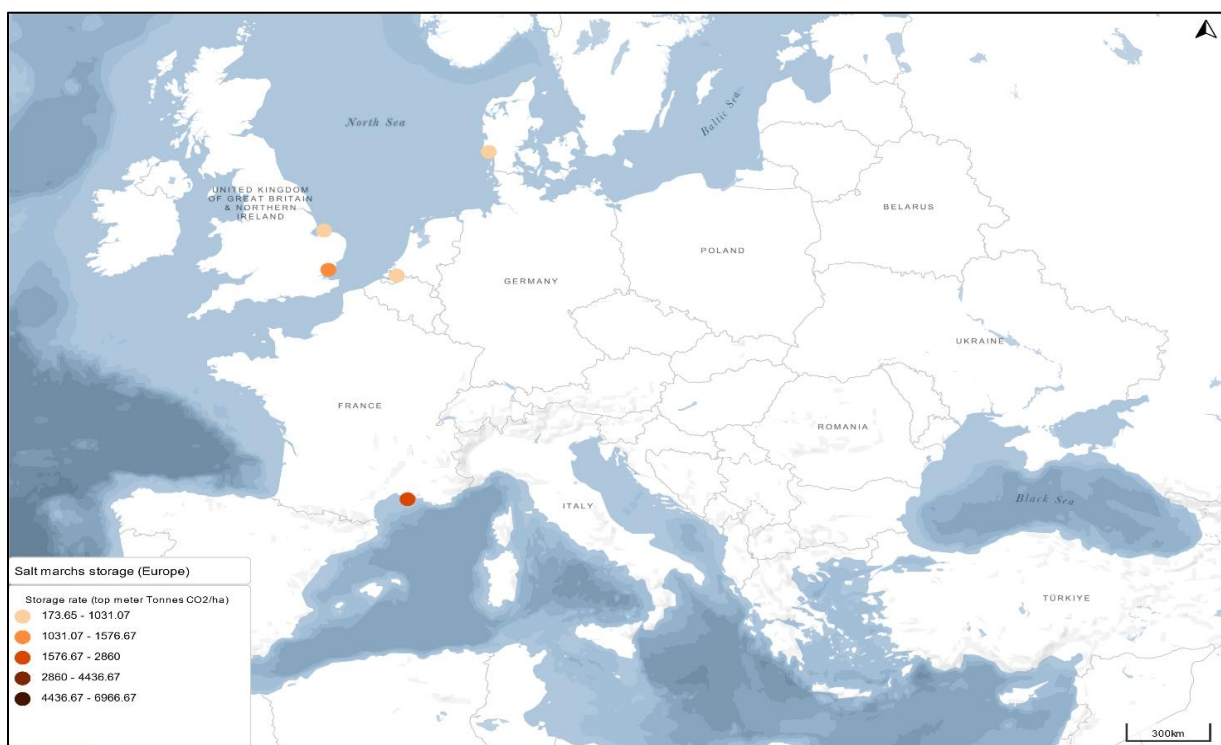 North Sea
Baltic Sea
UNITED KINGDOM
OF GREAT BRITAIN
& NORTHERN
IRELAND
BELARUS
POLAND
GERMANY
UKRAINE
FRANCE
ROMANIA
Black Sea
ITALY
TÜRKIYE
Salt marchs storage (Europe)
Storage rate (top meter Tonnes CO2/ha)
173.65 - 1031.07
1031.07 - 1576.67
1576.67 - 2860
2860 - 4436.67
4436.67 - 6966.67
300km